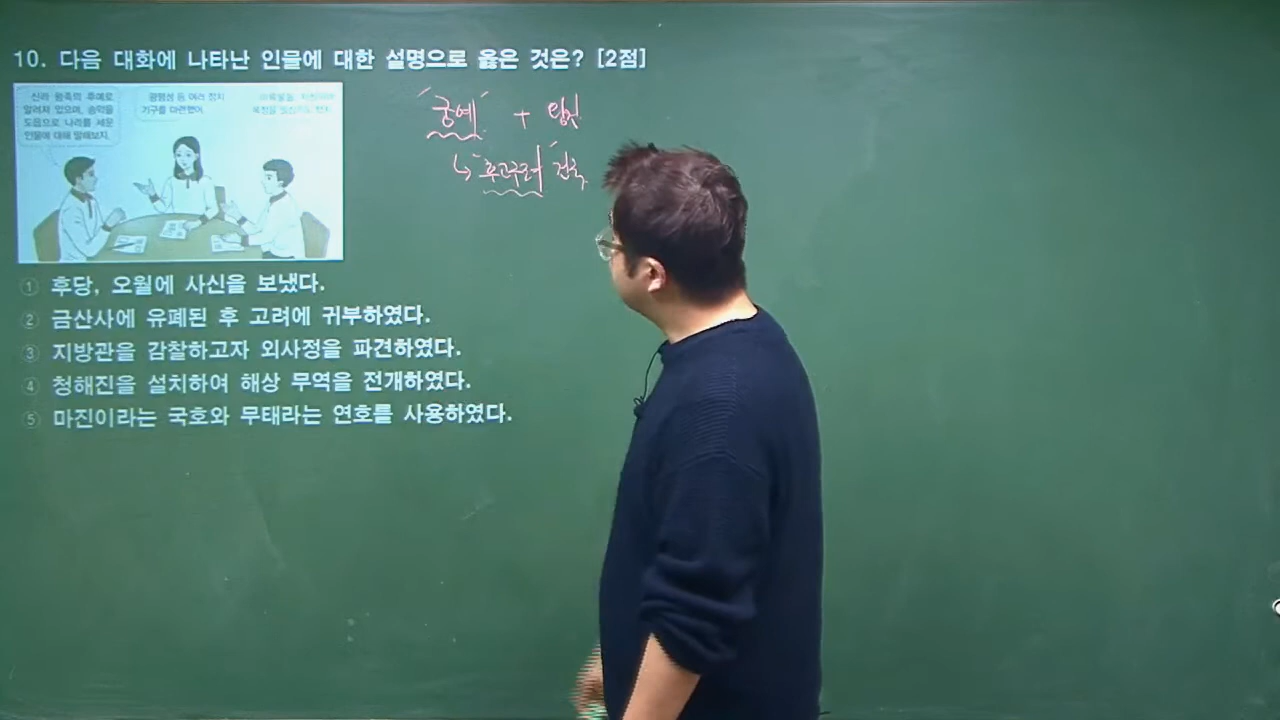 10. 다음 대화에 나타난 인물에 대한 설명으로 옳은 것은? [2점]
신라 왕족의 후예로
알려져 있으며, 송악을
도읍으로 나라를 세운
인물에 대해 말해보자.
광평성 등 여러 정치
기구를 마련했어.
① 후당, 오월에 사신을 보냈다.
② 금산사에 유폐된 후 고려에 귀부하였다.
③ 지방관을 감찰하고자 외사정을 파견하였다.
④ 청해진을 설치하여 해상 무역을 전개하였다.
⑤ 마진이라는 국호와 무태라는 연호를 사용하였다.
'궁예' +
↳ 후고구려 건국